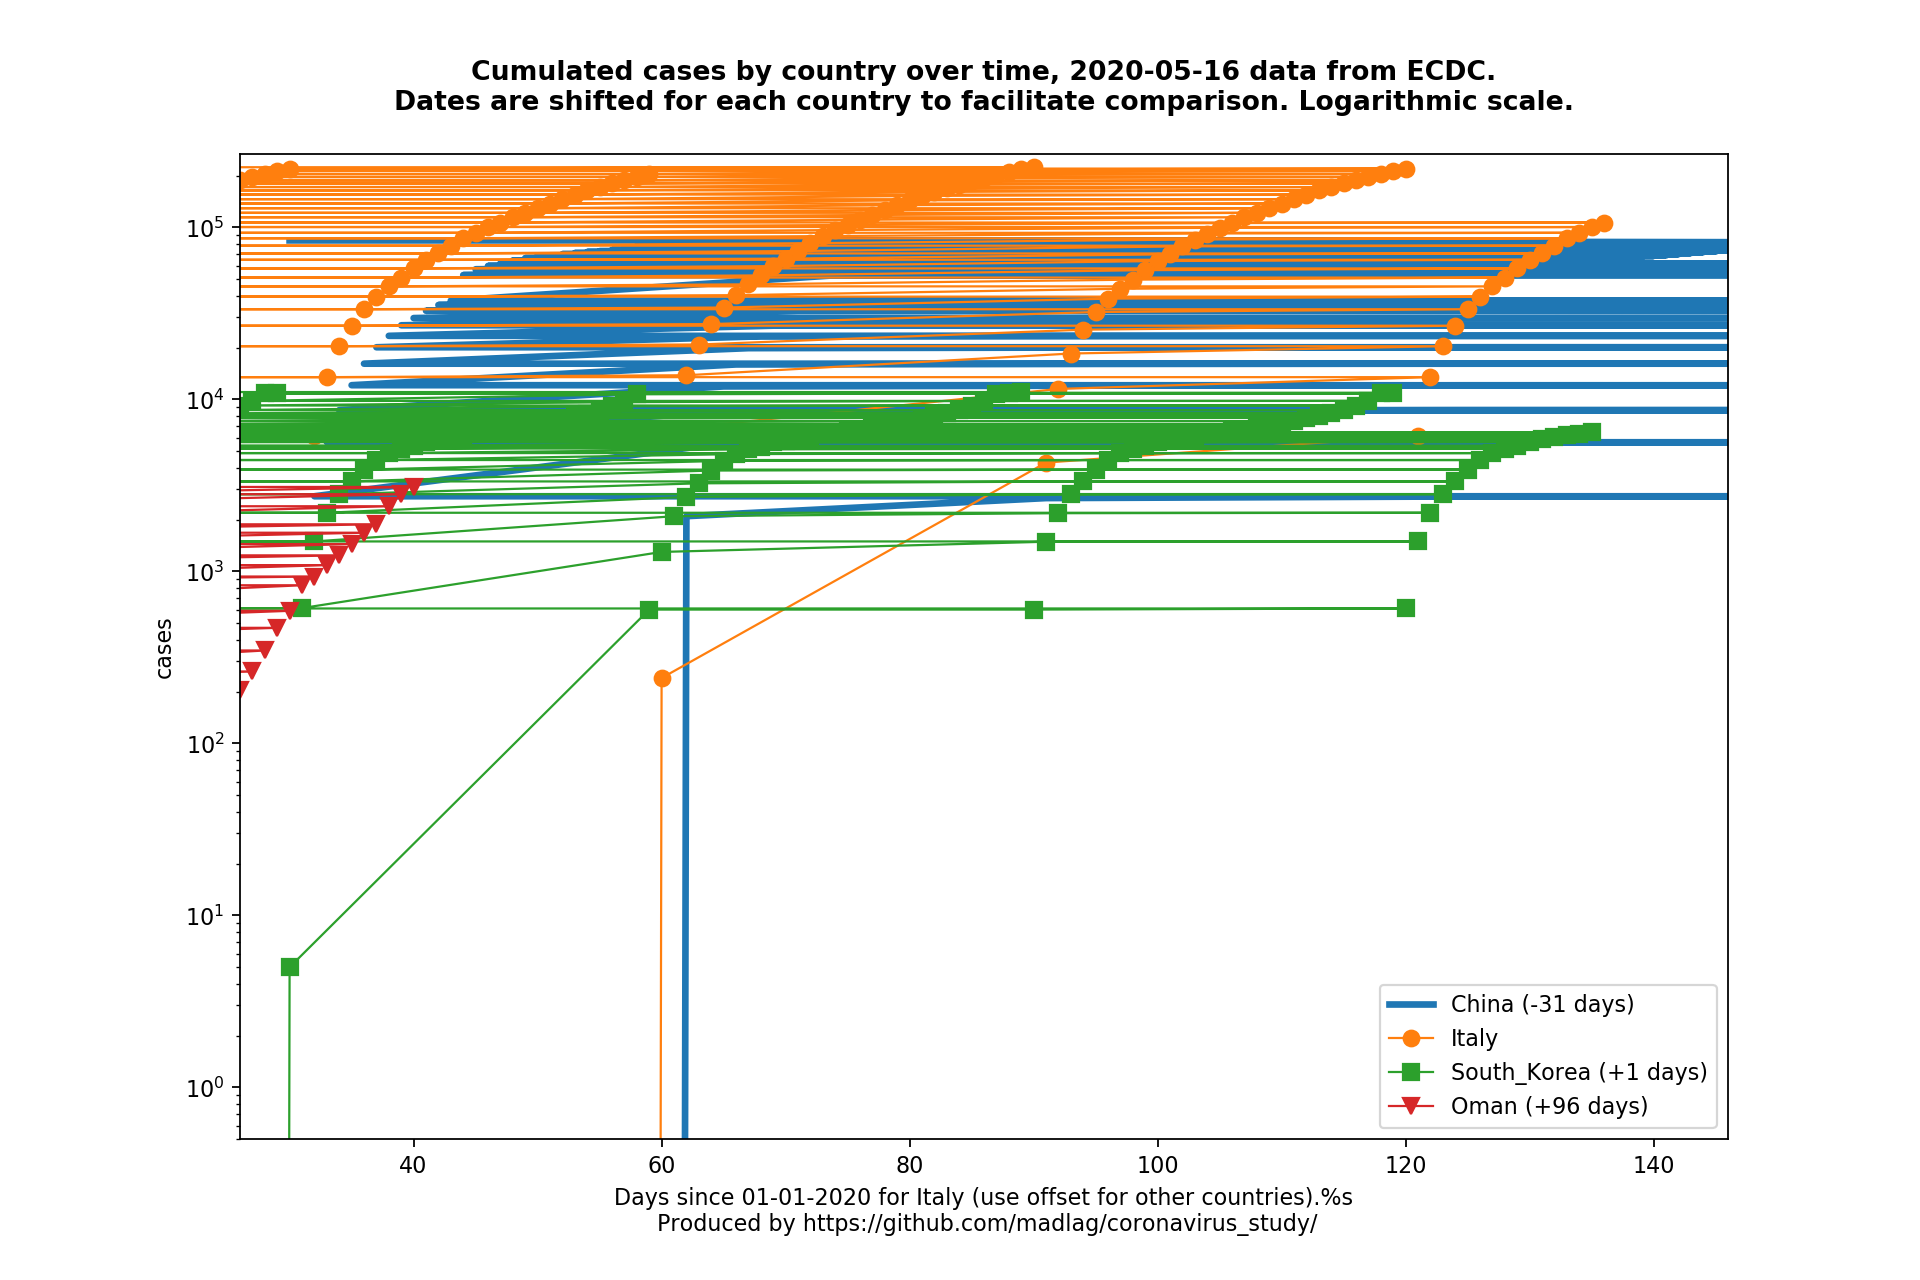 Cumulated cases by country over time, 2020-05-16 data from ECDC.
Dates are shifted for each country to facilitate comparison. Logarithmic scale.
10^5
10^4
10^3
10^2
10^1
10^0
cases
China (-31 days)
Italy
South_Korea (+1 days)
Oman (+96 days)
40 60 80 100 120 140
Days since 01-01-2020 for Italy (use offset for other countries).%s
Produced by https://github.com/madlag/coronavirus_study/